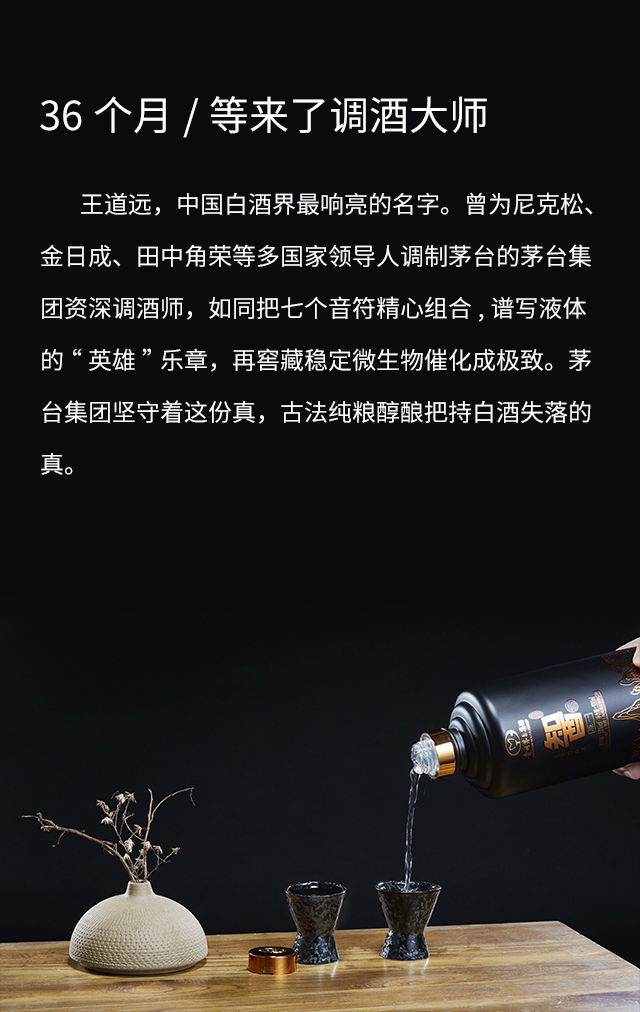 36 个月 / 等来了调酒大师
王道远，中国白酒界最响亮的名字。曾为尼克松、
金日成、田中角荣等多国家领导人调制茅台的茅台集
团资深调酒师，如同把七个音符精心组合 , 谱写液体
的 “ 英雄 ” 乐章，再窖藏稳定微生物催化成极致。茅
台集团坚守着这份真，古法纯粮醇酿把持白酒失落的
真。